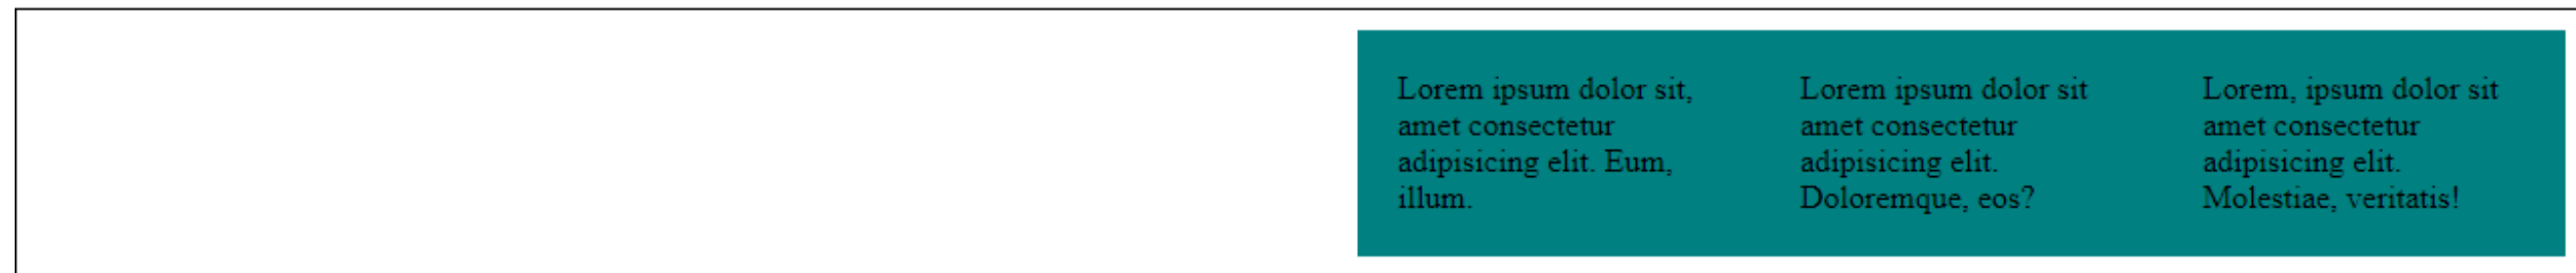 Lorem ipsum dolor sit,
amet consectetur
adipisicing elit. Eum,
illum.
Lorem ipsum dolor sit
amet consectetur
adipisicing elit.
Doloremque, eos?
Lorem, ipsum dolor sit
amet consectetur
adipisicing elit.
Molestiae, veritatis!